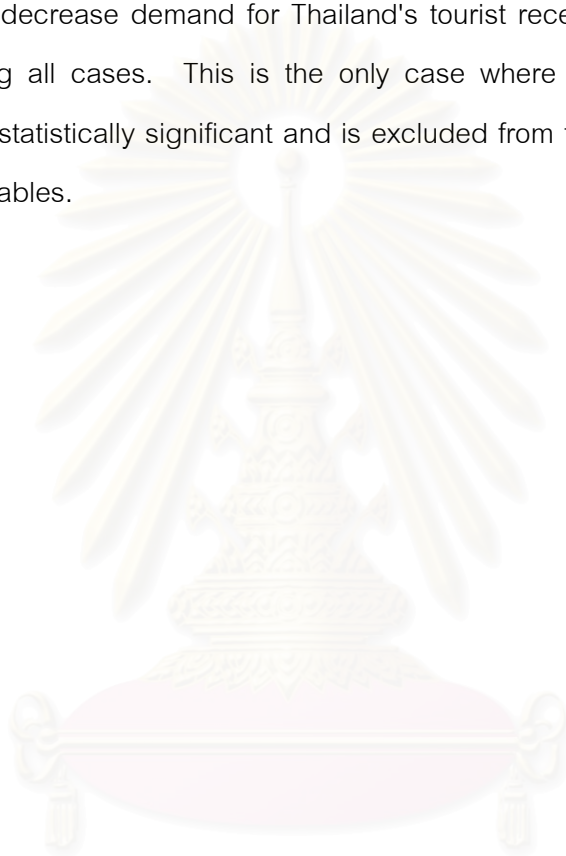 decrease demand for Thailand's tourist rece
g all cases. This is the only case where
statistically significant and is excluded from
ables.